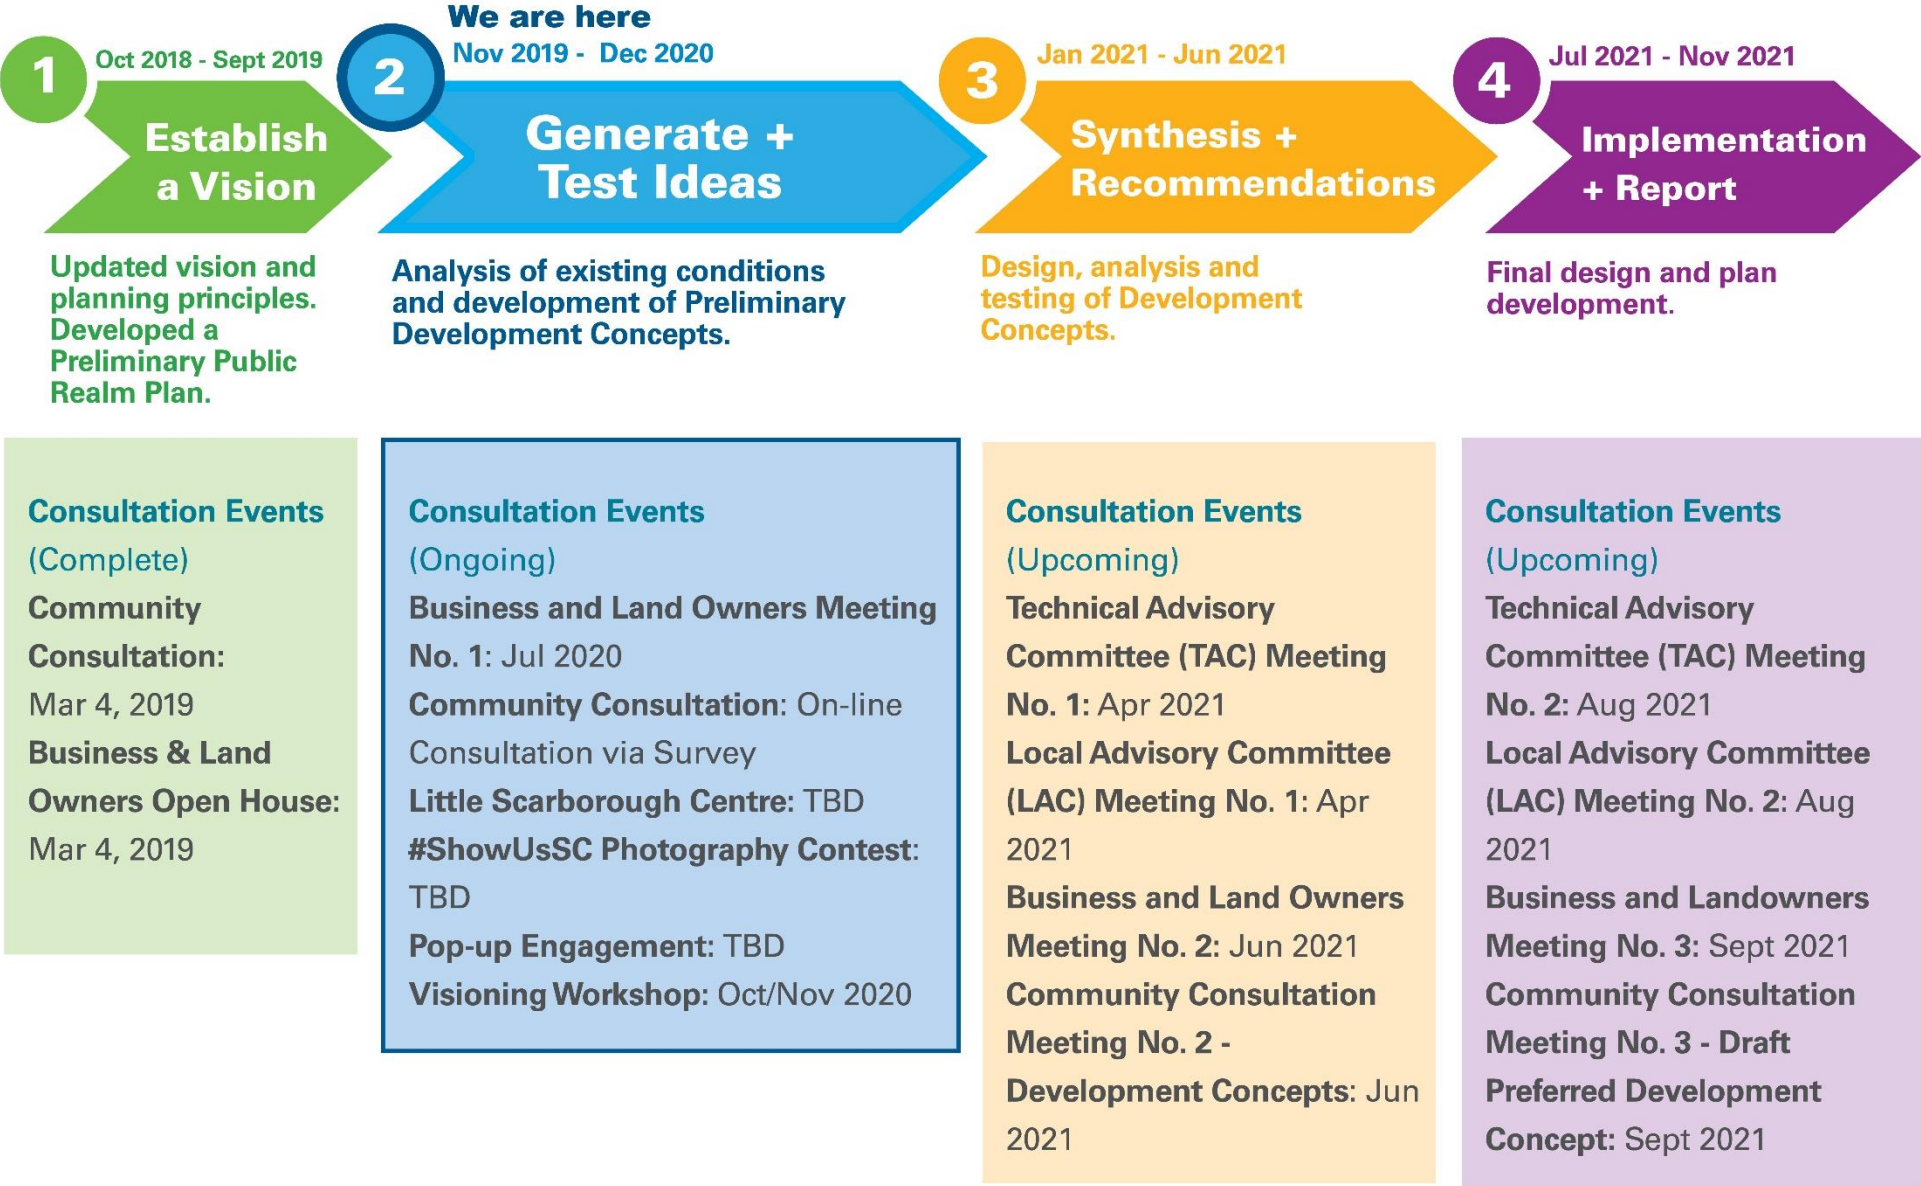 1
Oct 2018 - Sept 2019
Establish
a Vision
Updated vision and
planning principles.
Developed a
Preliminary Public
Realm Plan.
Consultation Events
(Complete)
Community
Consultation:
Mar 4, 2019
Business & Land
Owners Open House:
Mar 4, 2019
We are here
2
Nov 2019 - Dec 2020
Generate +
Test Ideas
Analysis of existing conditions
and development of Preliminary
Development Concepts.
Consultation Events
(Ongoing)
Business and Land Owners Meeting
No. 1: Jul 2020
Community Consultation: On-line
Consultation via Survey
Little Scarborough Centre: TBD
#ShowUsSC Photography Contest:
TBD
Pop-up Engagement: TBD
Visioning Workshop: Oct/Nov 2020
3
Jan 2021 - Jun 2021
Synthesis +
Recommendations
Design, analysis and
testing of Development
Concepts.
Consultation Events
(Upcoming)
Technical Advisory
Committee (TAC) Meeting
No. 1: Apr 2021
Local Advisory Committee
(LAC) Meeting No. 1: Apr
2021
Business and Land Owners
Meeting No. 2: Jun 2021
Community Consultation
Meeting No. 2 -
Development Concepts: Jun
2021
4
Jul 2021 - Nov 2021
Implementation
+ Report
Final design and plan
development.
Consultation Events
(Upcoming)
Technical Advisory
Committee (TAC) Meeting
No. 2: Aug 2021
Local Advisory Committee
(LAC) Meeting No. 2: Aug
2021
Business and Landowners
Meeting No. 3: Sept 2021
Community Consultation
Meeting No. 3 - Draft
Preferred Development
Concept: Sept 2021